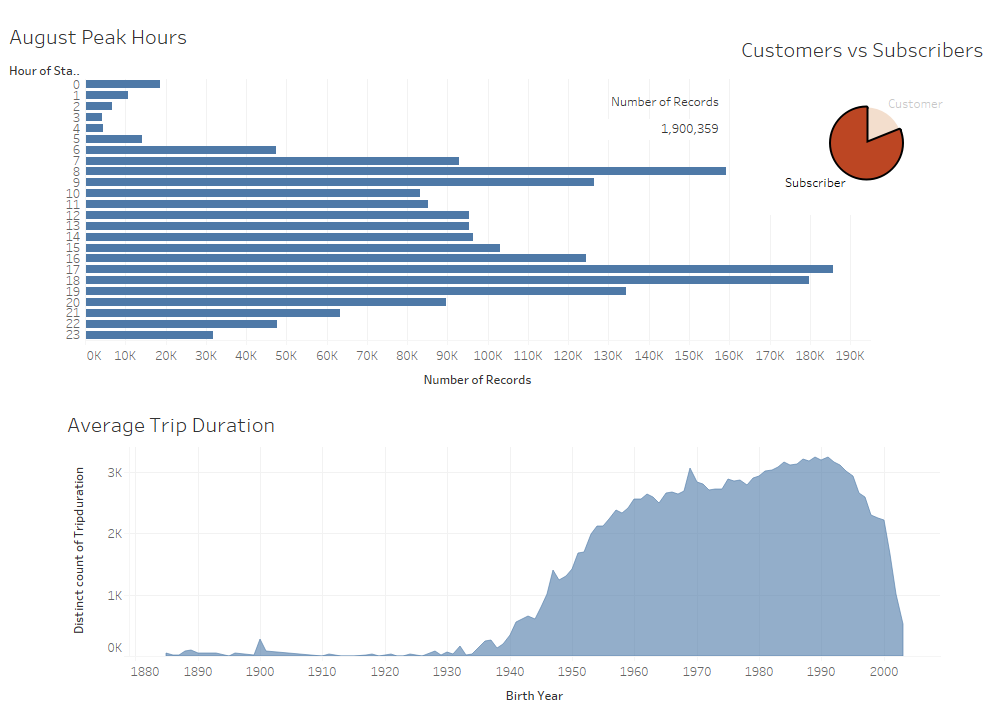 August Peak Hours
Customers vs Subscribers
Hour of Sta..
0
1
2
3
4
5
6
7
8
9
10
11
12
13
14
15
16
17
18
19
20
21
22
23
Number of Records
1,900,359
Customer
Subscriber
0K 10K 20K 30K 40K 50K 60K 70K 80K 90K 100K 110K 120K 130K 140K 150K 160K 170K 180K 190K
Number of Records
Average Trip Duration
Distinct count of Tripduration
3K
2K
1K
0K
1880 1890 1900 1910 1920 1930 1940 1950 1960 1970 1980 1990 2000
Birth Year